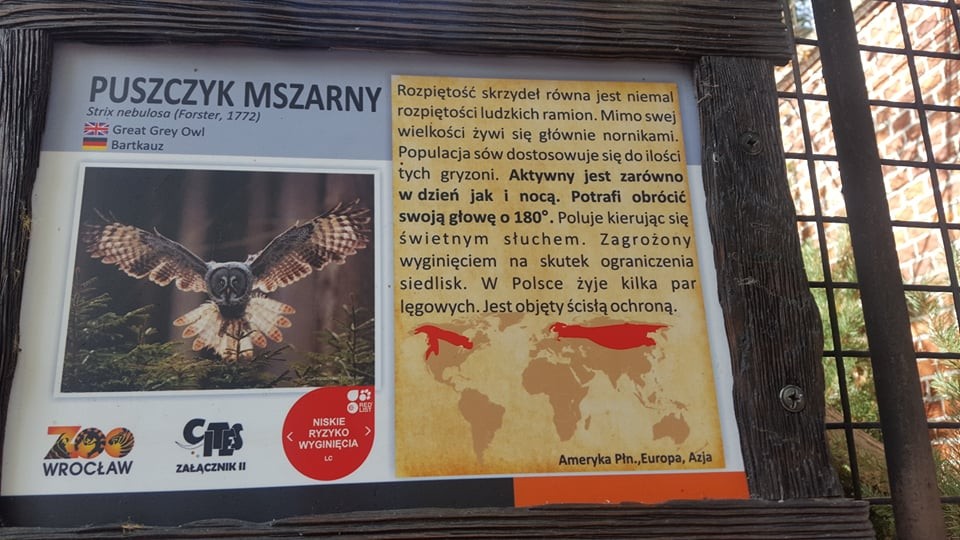 PUSZCZYK MSZARNY
Strix nebulosa (Forster, 1772)
Great Grey Owl
Bartkauz
Rozpiętość skrzydeł równa jest niemal
rozpiętości ludzkich ramion. Mimo swej
wielkości żywi się głównie nornikami.
Populacja sów dostosowuje się do ilości
tych gryzoni. Aktywny jest zarówno
w dzień jak i nocą. Potrafi obrócić
swoją głowę o 180°. Poluje kierując się
świetnym słuchem. Zagrożony
wyginięciem na skutek ograniczenia
siedlisk. W Polsce żyje kilka par
lęgowych. Jest objęty ścisłą ochroną.
Ameryka Płn.,Europa, Azja
ZOO
WROCŁAW
CITES
ZAŁĄCZNIK II
RED
LIST
NISKIE
RYZYKO
WYGINIĘCIA
LC